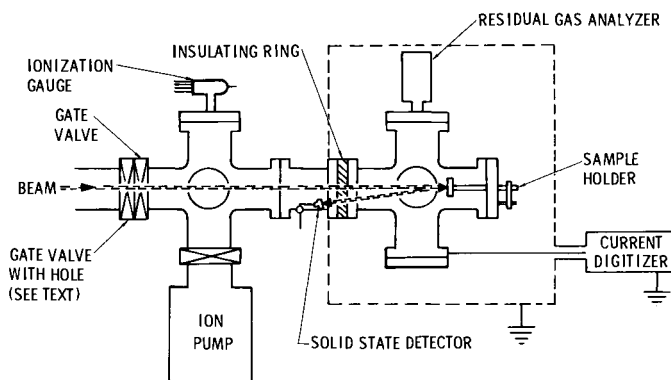 RESIDUAL GAS ANALYZER
INSULATING RING
IONIZATION
GAUGE
GATE
VALVE
BEAM
SAMPLE
HOLDER
GATE VALVE
WITH HOLE
(SEE TEXT)
CURRENT
DIGITIZER
ION
PUMP
SOLID STATE DETECTOR